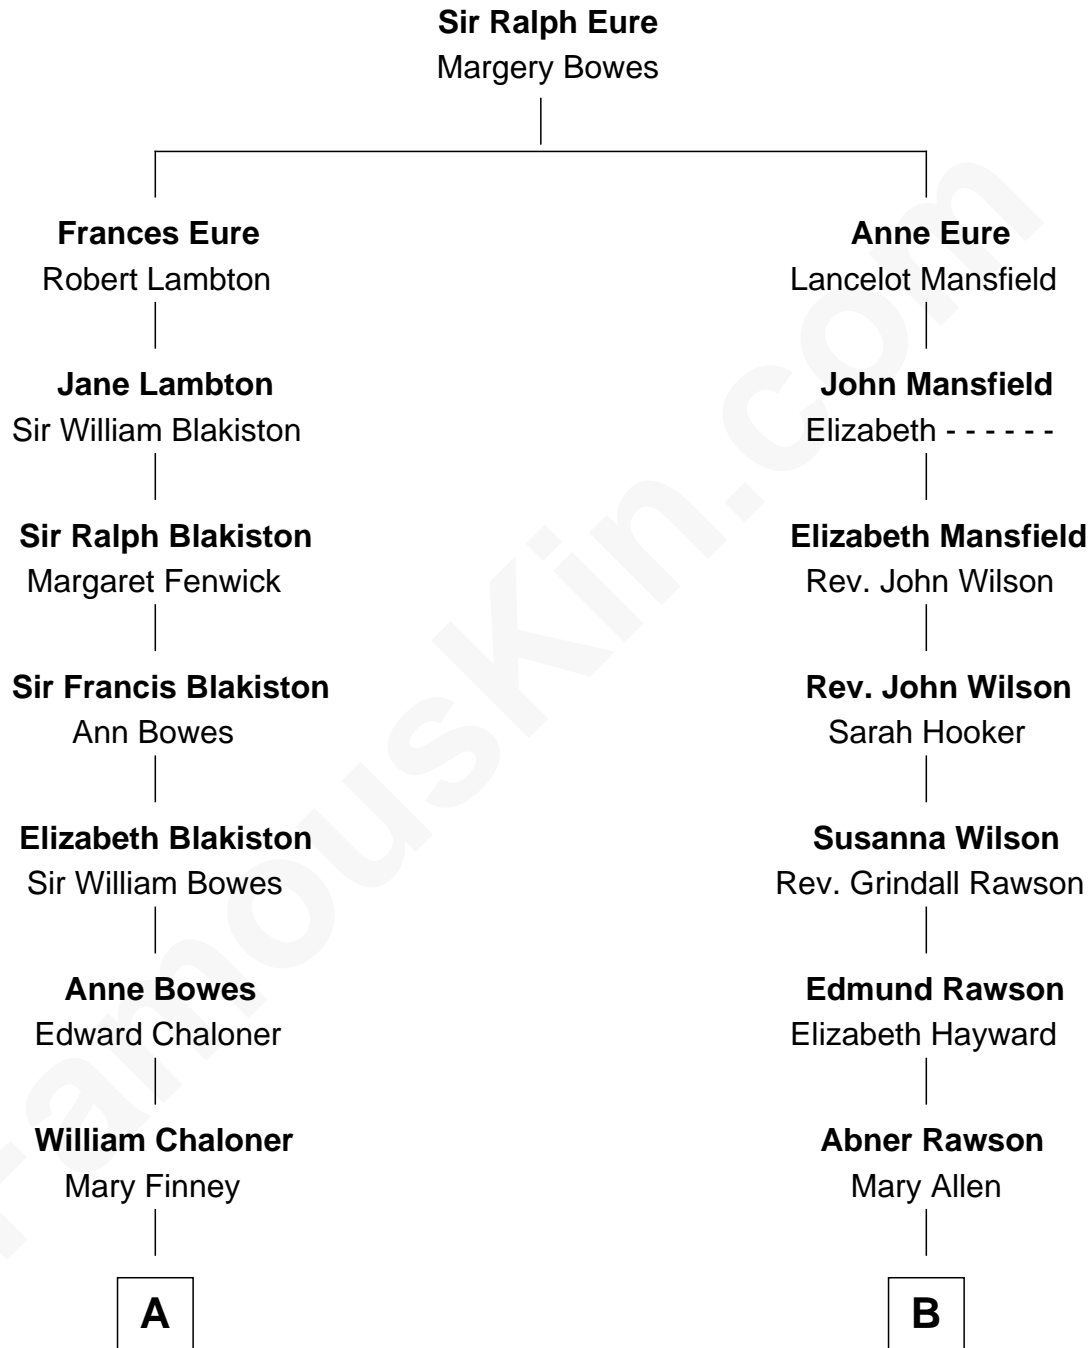 Sir Ralph Eure
Margery Bowes
Frances Eure
Robert Lambton
Anne Eure
Lancelot Mansfield
Jane Lambton
Sir William Blakiston
John Mansfield
Elizabeth - - - - - -
Sir Ralph Blakiston
Margaret Fenwick
Elizabeth Mansfield
Rev. John Wilson
Sir Francis Blakiston
Ann Bowes
Rev. John Wilson
Sarah Hooker
Elizabeth Blakiston
Sir William Bowes
Susanna Wilson
Rev. Grindall Rawson
Anne Bowes
Edward Chaloner
Edmund Rawson
Elizabeth Hayward
William Chaloner
Mary Finney
Abner Rawson
Mary Allen
A
B
FamousKin.com